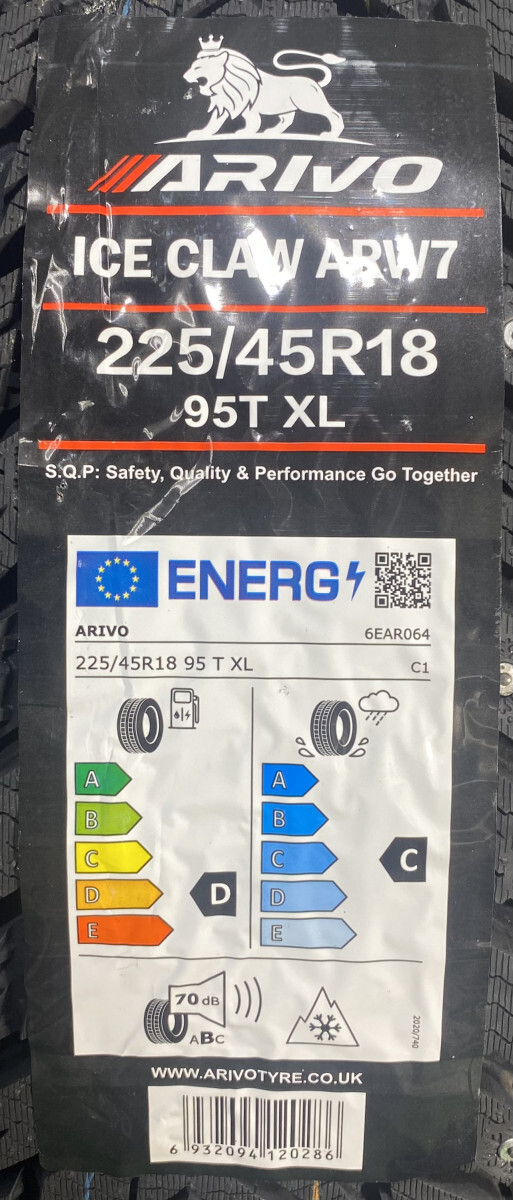 ARIVO
ICE CLAW ARW7
225/45R18
95T XL
S.Q.P: Safety, Quality & Performance Go Together
ENERG
ARIVO 6EAR064
225/45R18 95 T XL C1
A A
B B
C C C
D D D
E E
70 dB
ABC
2020/740
WWW.ARIVOTYRE.CO.UK
6 932094 120286